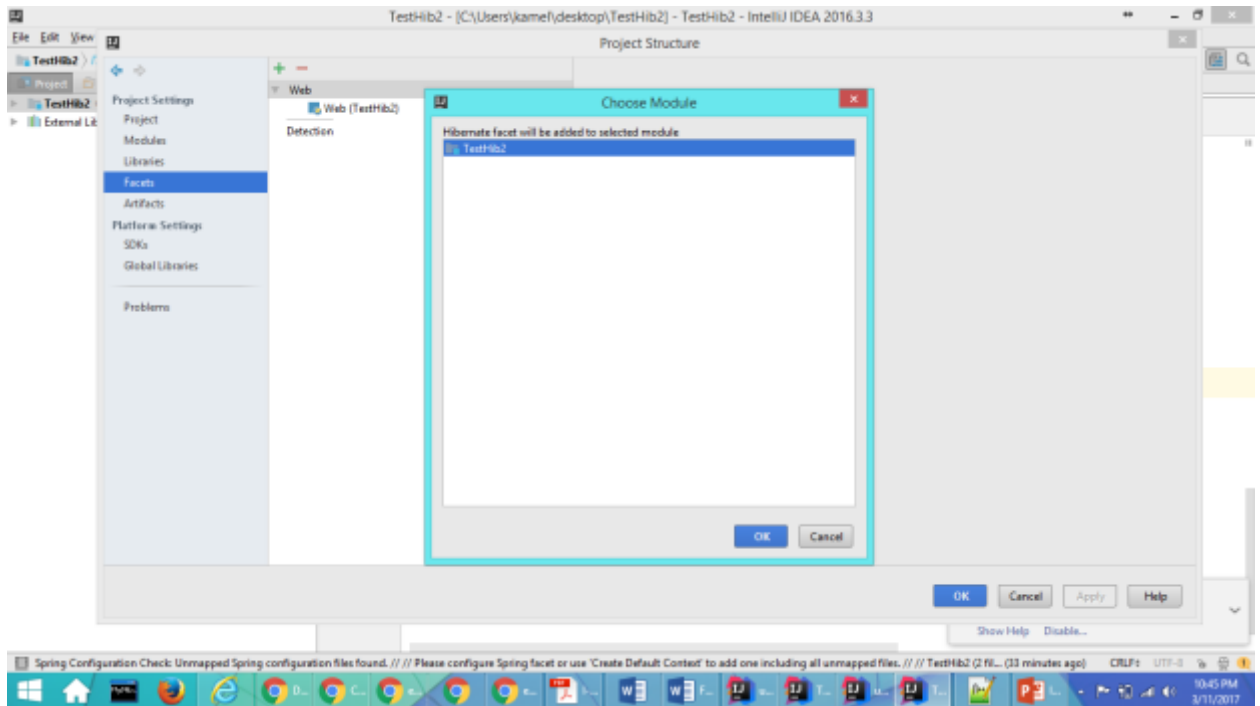 TestHib2 - [C:\Users\kamel\desktop\TestHib2] - TestHib2 - IntelliJ IDEA 2016.3.3
File Edit View
Project Structure
TestHib2
Project
TestHib2
External Lib
Project Settings
Project
Modules
Libraries
Facets
Artifacts
Platform Settings
SDKs
Global Libraries
Problems
Web
Web (TestHib2)
Detection
Choose Module
Hibernate facet will be added to selected module
TestHib2
OK Cancel
OK Cancel Apply Help
Show Help Disable...
Spring Configuration Check: Unmapped Spring configuration files found. // // Please configure Spring facet or use 'Create Default Context' to add one including all unmapped files. // // TestHib2 (2 fil... (33 minutes ago) CRLF÷ UTF-8
10:45 PM
3/11/2017